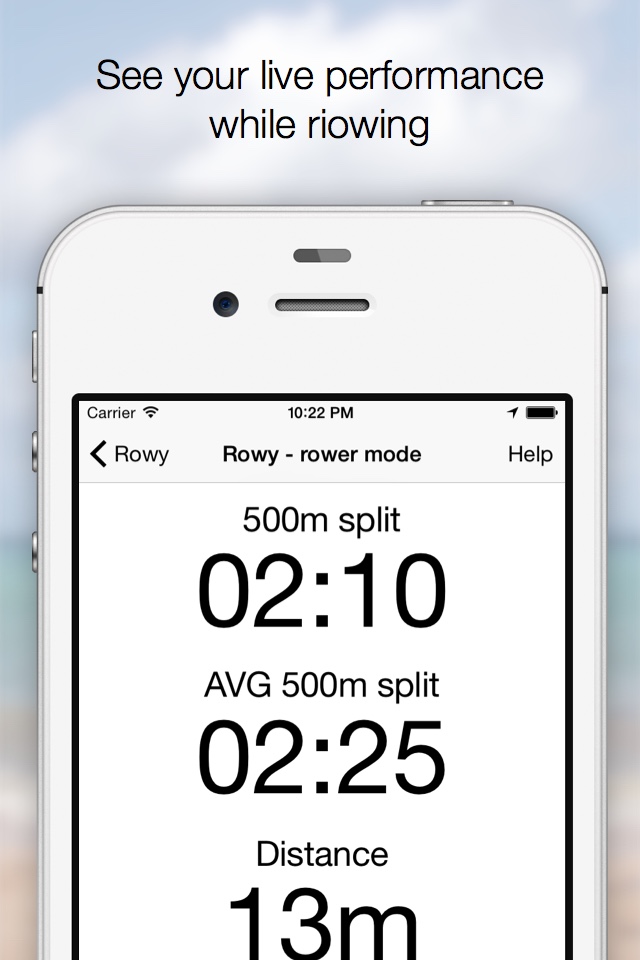 See your live performance
while riowing
Carrier 10:22 PM
Rowy Rowy - rower mode Help
500m split
02:10
AVG 500m split
02:25
Distance
13m